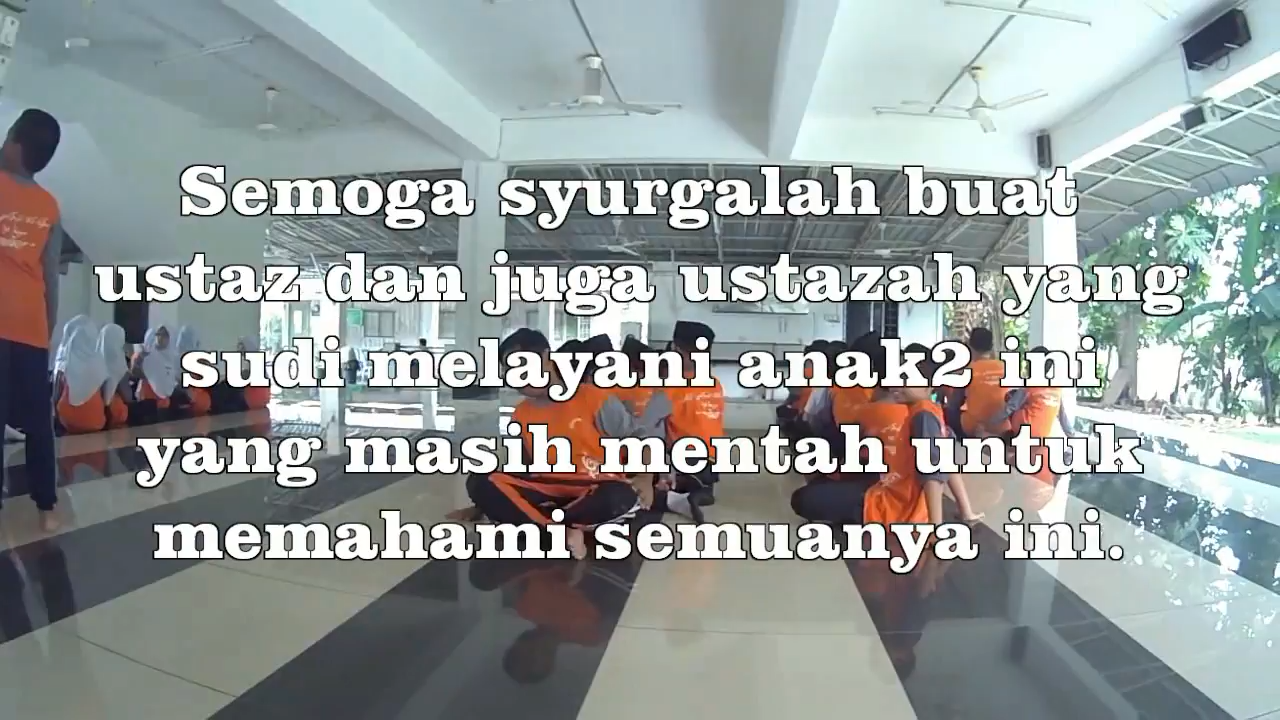 Semoga syurgalah buat
ustaz dan juga ustazah yang
sudi melayani anak2 ini
yang masih mentah untuk
memahami semuanya ini.